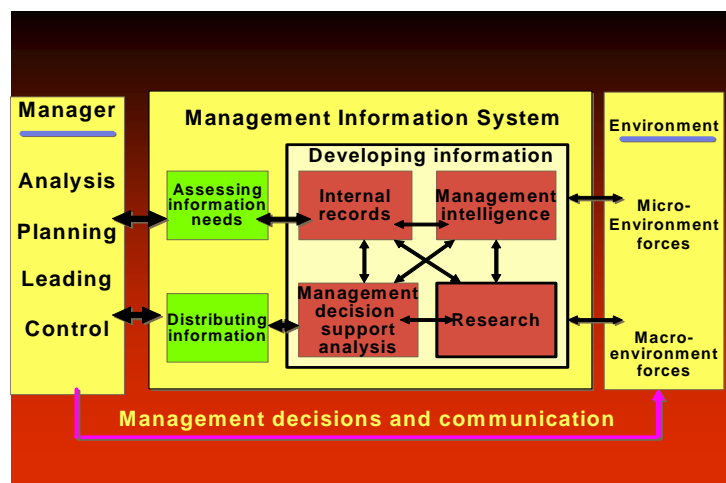 Manager
Analysis
Planning
Leading
Control
Management Information System
Assessing
information
needs
Distributing
information
Developing information
Internal
records
Management
intelligence
Management
decision
support
analysis
Research
Environment
Micro-
Environment
forces
Macro-
environment
forces
Management decisions and communication